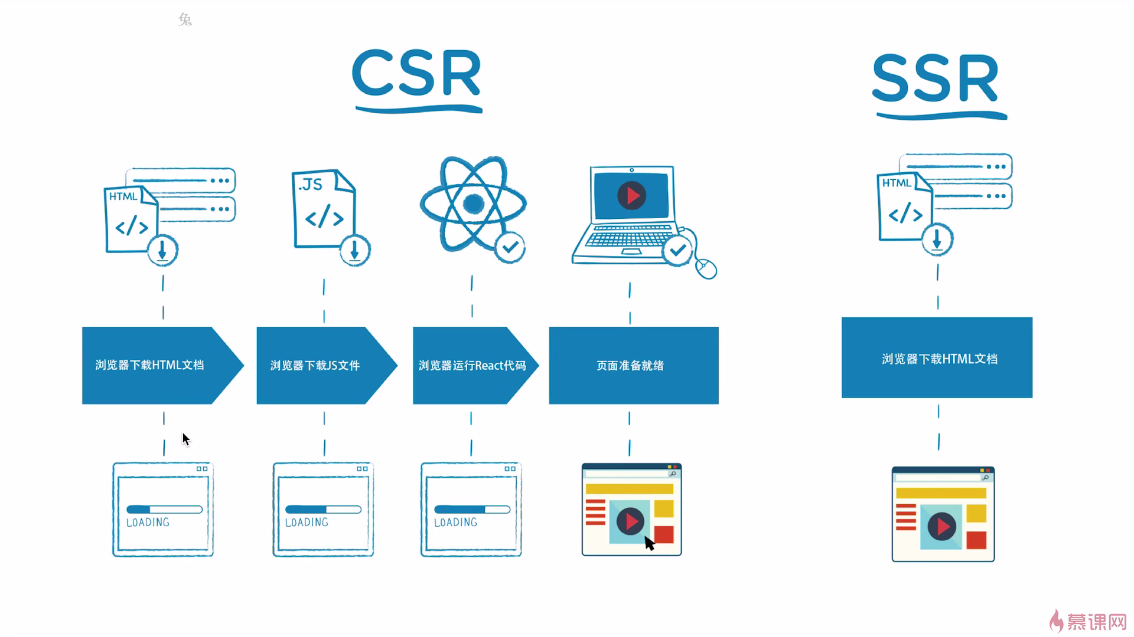 兔
CSR
SSR
HTML
</>
.JS
</>
HTML
</>
浏览器下载HTML文档
浏览器下载JS文件
浏览器运行React代码
页面准备就绪
浏览器下载HTML文档
LOADING
LOADING
LOADING
慕课网